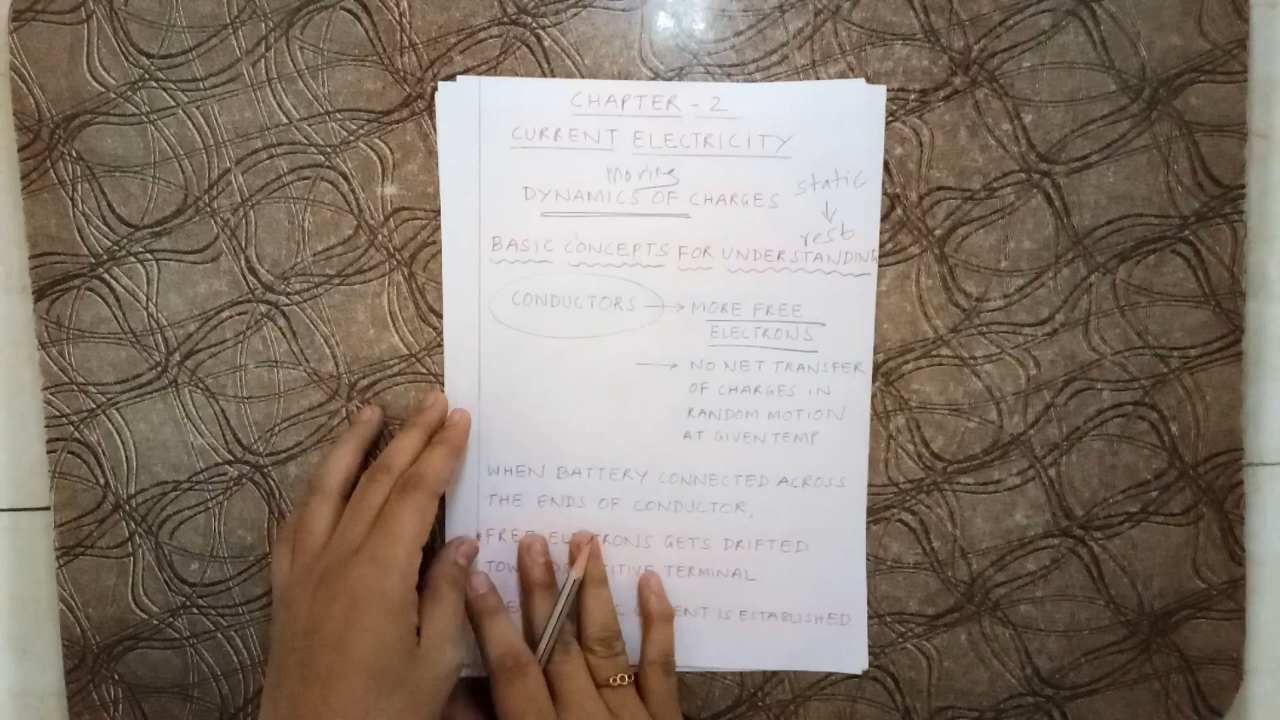 CHAPTER - 2
CURRENT ELECTRICITY
moving
DYNAMICS OF CHARGES
static
↓
rest
BASIC CONCEPTS FOR UNDERSTANDING
CONDUCTORS → MORE FREE
ELECTRONS
→ NO NET TRANSFER
OF CHARGES IN
RANDOM MOTION
AT GIVEN TEMP
WHEN BATTERY CONNECTED ACROSS
THE ENDS OF CONDUCTOR,
* FREE GETS DRIFTED
TERMINAL
IS ESTABLISHED